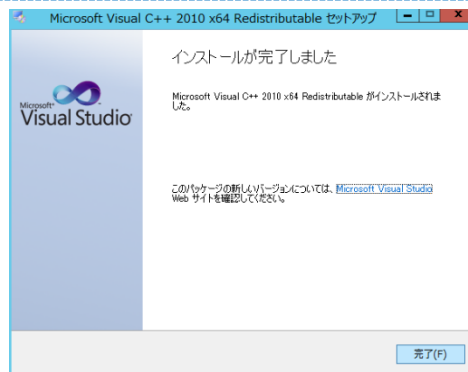 Microsoft Visual C++ 2010 x64 Redistributable セットアップ
インストールが完了しました
Microsoft Visual C++ 2010 x64 Redistributable がインストールされま
した。
Microsoft®
Visual Studio®
このパッケージの新しいバージョンについては、Microsoft Visual Studio
Web サイトを確認してください。
完了(F)